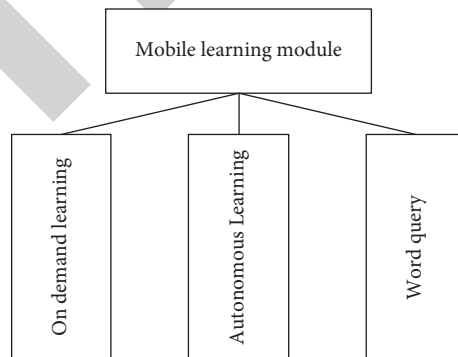 Mobile learning module
On demand learning
Autonomous Learning
Word query